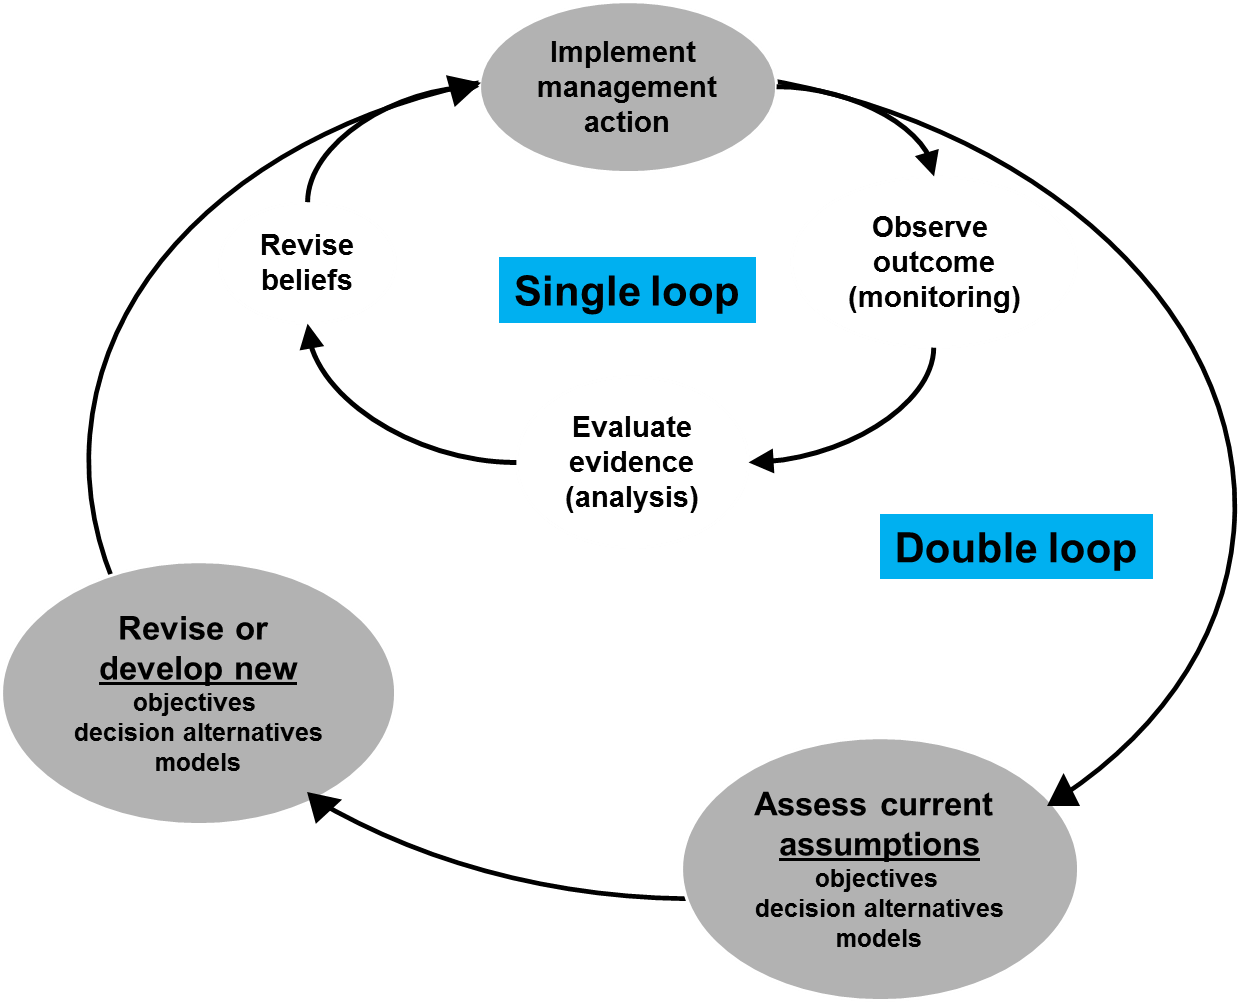 Implement
management
action
Observe
outcome
(monitoring)
Revise
beliefs
Single loop
Evaluate
evidence
(analysis)
Double loop
Revise or
develop new
objectives
decision alternatives
models
Assess current
assumptions
objectives
decision alternatives
models